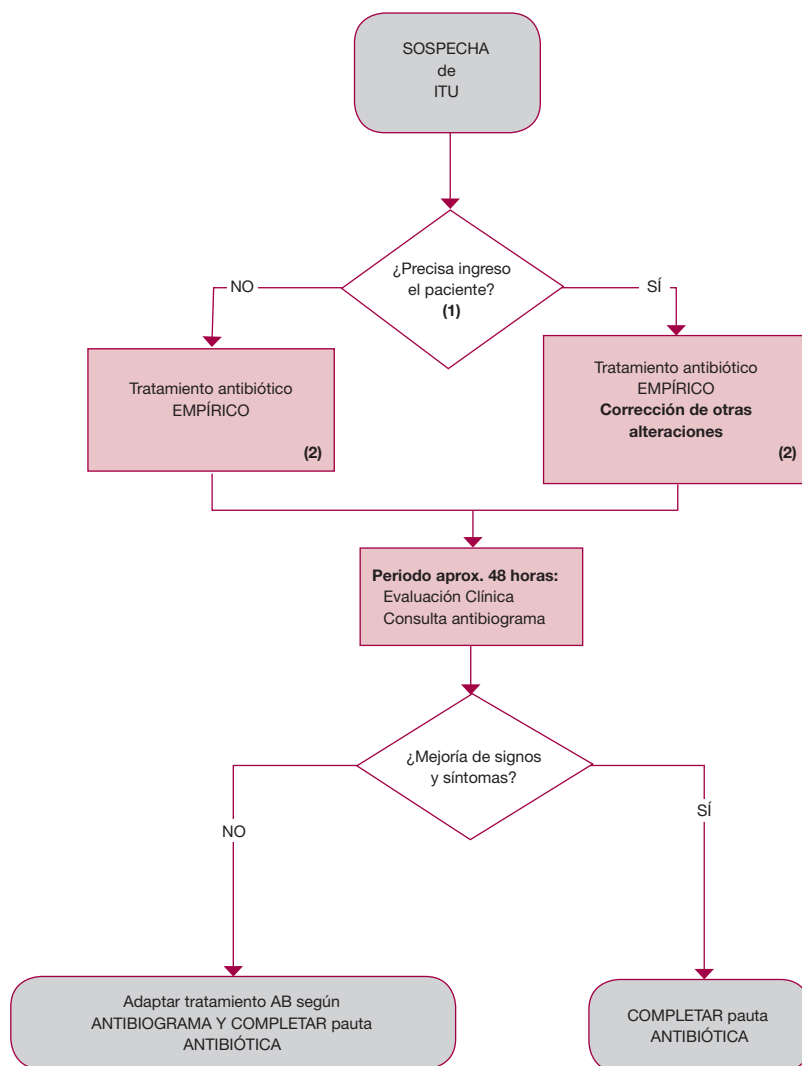 SOSPECHA
de
ITU
¿Precisa ingreso
el paciente?
(1)
NO
SÍ
Tratamiento antibiótico
EMPÍRICO
(2)
Tratamiento antibiótico
EMPÍRICO
Corrección de otras
alteraciones
(2)
Periodo aprox. 48 horas:
Evaluación Clínica
Consulta antibiograma
¿Mejoría de signos
y síntomas?
NO
SÍ
Adaptar tratamiento AB según
ANTIBIOGRAMA Y COMPLETAR pauta
ANTIBIÓTICA
COMPLETAR pauta
ANTIBIÓTICA